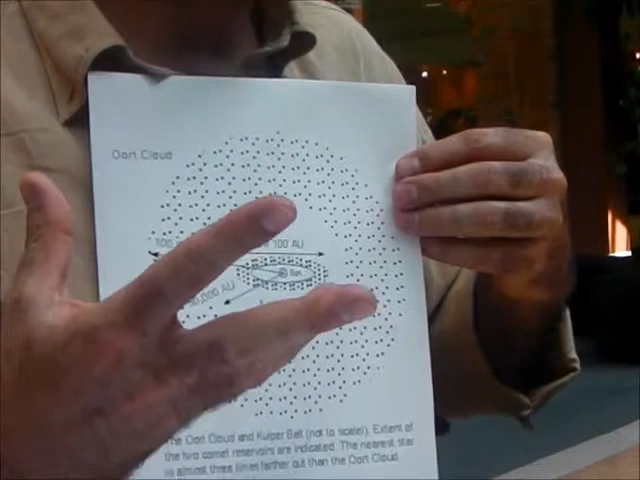 Oort Cloud
100 AU
Sun
The Oort Cloud and Kuiper Belt (not to scale). Extent of
the two comet reservoirs are indicated. The nearest star
is almost three times farther out than the Oort Cloud.